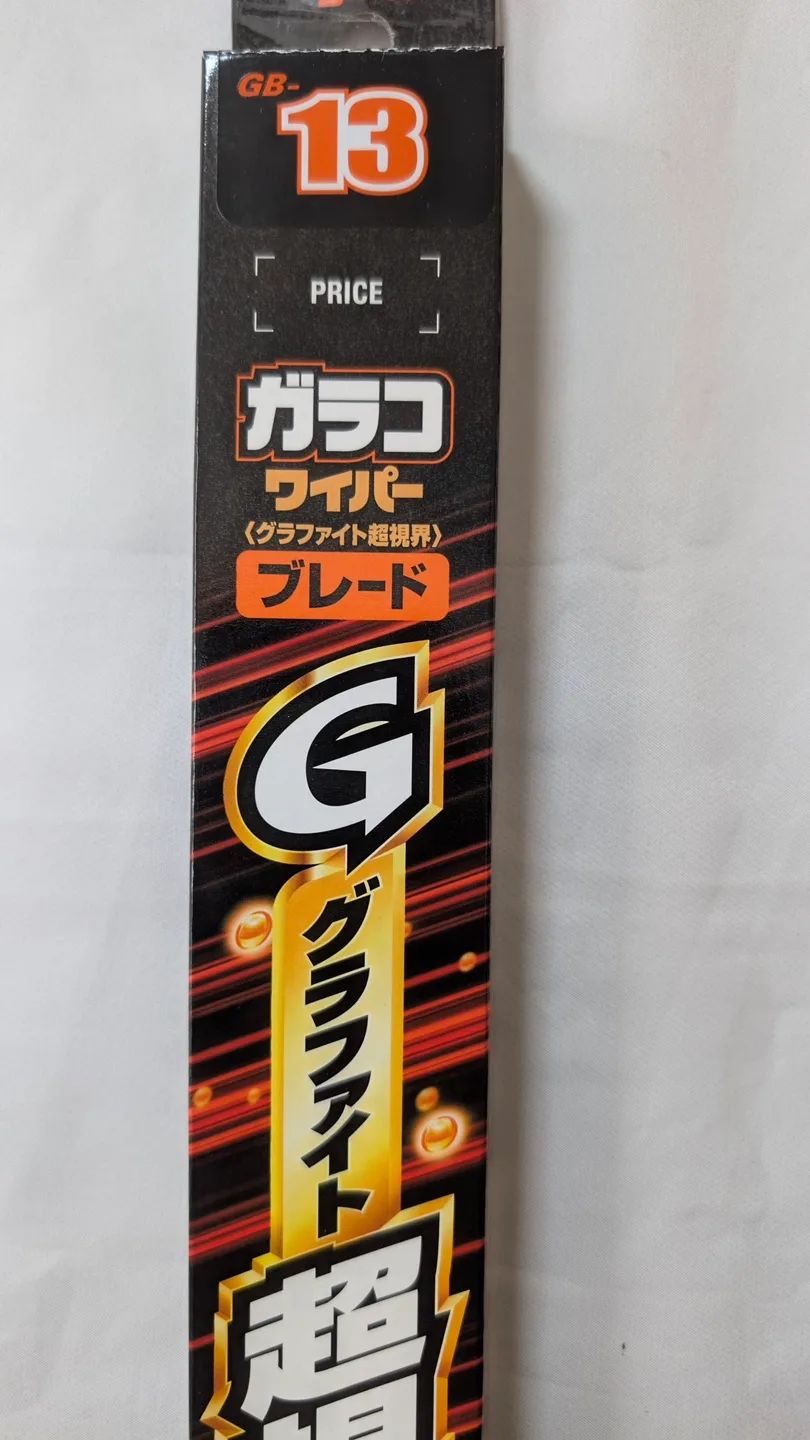 GB-
13
PRICE
ガラコ
ワイパー
《グラファイト超視界》
ブレード
G
グラファイト
超
視